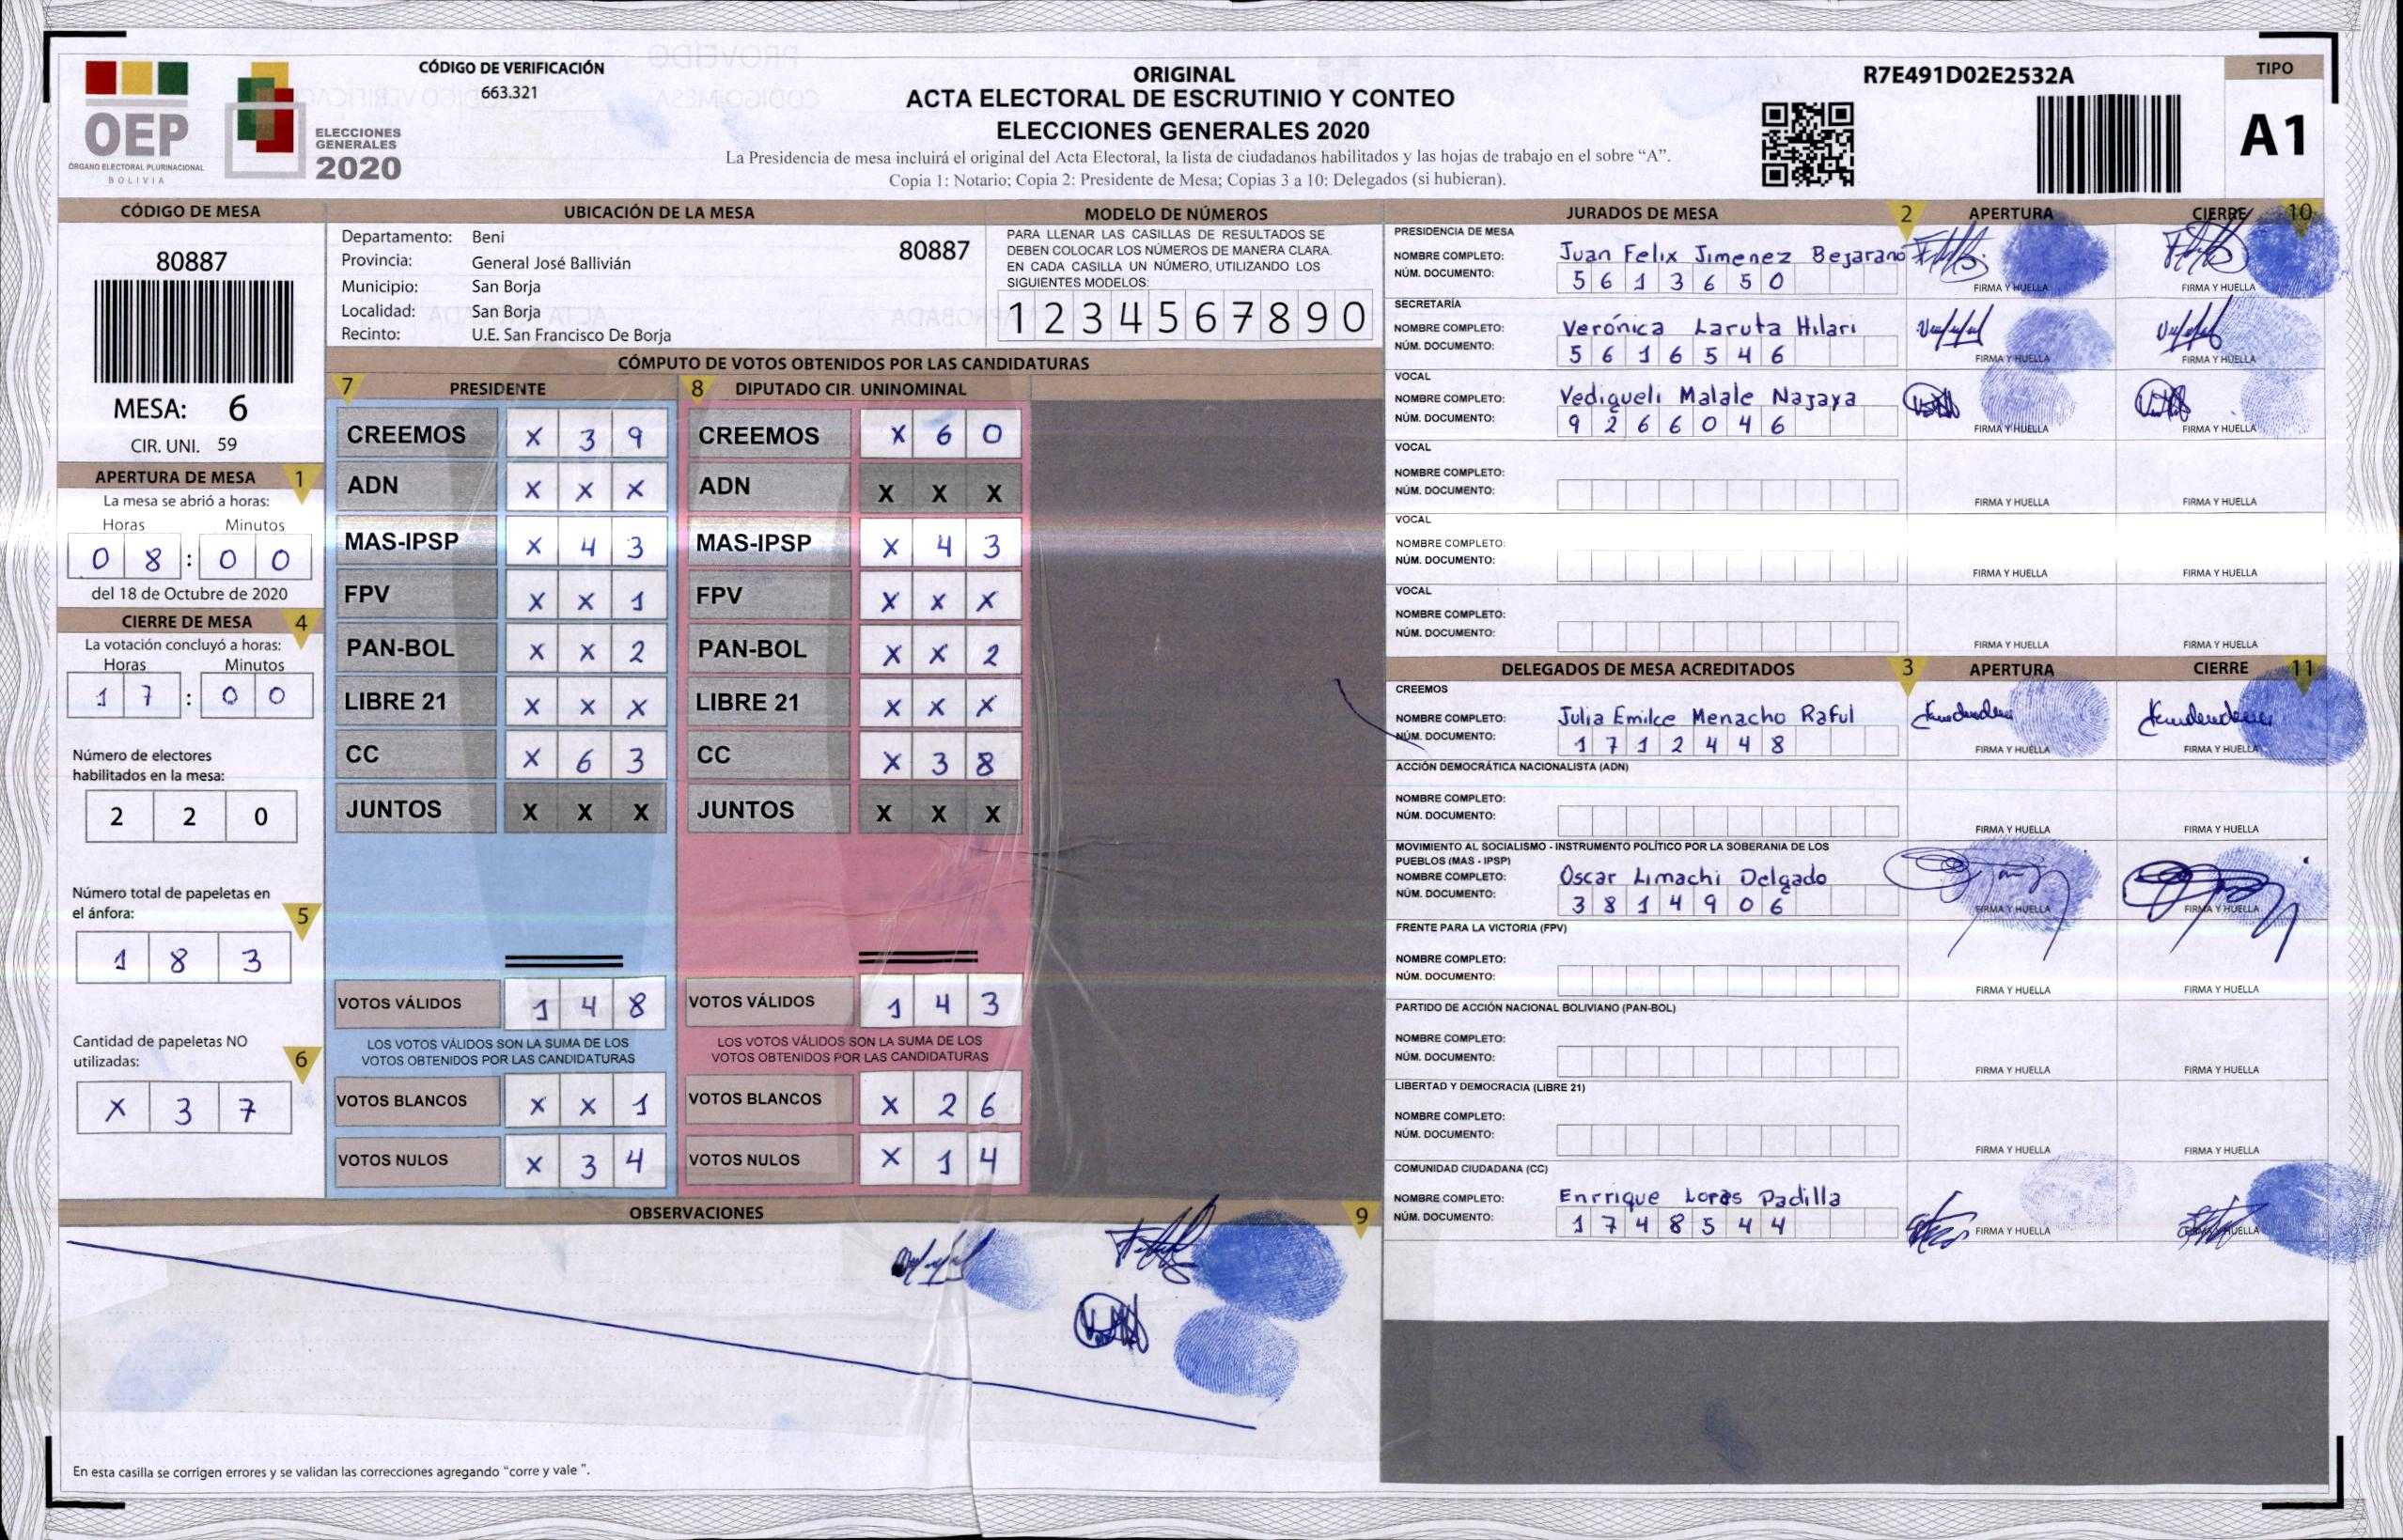 CÓDIGO DE VERIFICACIÓN
663.321
OEP
ÓRGANO ELECTORAL PLURINACIONAL
BOLIVIA
ELECCIONES
GENERALES
2020
ORIGINAL
ACTA ELECTORAL DE ESCRUTINIO Y CONTEO
ELECCIONES GENERALES 2020
La Presidencia de mesa incluirá el original del Acta Electoral, la lista de ciudadanos habilitados y las hojas de trabajo en el sobre “A”.
Copia 1: Notario; Copia 2: Presidente de Mesa; Copias 3 a 10: Delegados (si hubieran).
R7E491D02E2532A
TIPO
A1
CÓDIGO DE MESA
80887
MESA: 6
CIR. UNI. 59
APERTURA DE MESA 1
La mesa se abrió a horas:
Horas Minutos
0 8 : 0 0
del 18 de Octubre de 2020
CIERRE DE MESA 4
La votación concluyó a horas:
Horas Minutos
1 7 : 0 0
Número de electores
habilitados en la mesa:
2 2 0
Número total de papeletas en
el ánfora: 5
1 8 3
Cantidad de papeletas NO
utilizadas: 6
X 3 7
UBICACIÓN DE LA MESA
Departamento: Beni
80887
Provincia: General José Ballivián
Municipio: San Borja
Localidad: San Borja
Recinto: U.E. San Francisco De Borja
MODELO DE NÚMEROS
PARA LLENAR LAS CASILLAS DE RESULTADOS SE
DEBEN COLOCAR LOS NÚMEROS DE MANERA CLARA.
EN CADA CASILLA UN NÚMERO, UTILIZANDO LOS
SIGUIENTES MODELOS:
1 2 3 4 5 6 7 8 9 0
CÓMPUTO DE VOTOS OBTENIDOS POR LAS CANDIDATURAS
7 PRESIDENTE 8 DIPUTADO CIR. UNINOMINAL
CREEMOS X 3 9 CREEMOS X 6 0
ADN X X X ADN X X X
MAS-IPSP X 4 3 MAS-IPSP X 4 3
FPV X X 1 FPV X X X
PAN-BOL X X 2 PAN-BOL X X 2
LIBRE 21 X X X LIBRE 21 X X X
CC X 6 3 CC X 3 8
JUNTOS X X X JUNTOS X X X
VOTOS VÁLIDOS 1 4 8 VOTOS VÁLIDOS 1 4 3
LOS VOTOS VÁLIDOS SON LA SUMA DE LOS LOS VOTOS VÁLIDOS SON LA SUMA DE LOS
VOTOS OBTENIDOS POR LAS CANDIDATURAS VOTOS OBTENIDOS POR LAS CANDIDATURAS
VOTOS BLANCOS X X 1 VOTOS BLANCOS X 2 6
VOTOS NULOS X 3 4 VOTOS NULOS X 1 4
OBSERVACIONES 9
En esta casilla se corrigen errores y se validan las correcciones agregando “corre y vale ”.
JURADOS DE MESA 2 APERTURA CIERRE 10
PRESIDENCIA DE MESA
NOMBRE COMPLETO: Juan Felix Jimenez Bejarano
NÚM. DOCUMENTO: 5 6 1 3 6 5 0
FIRMA Y HUELLA FIRMA Y HUELLA
SECRETARÍA
NOMBRE COMPLETO: Verónica Laruta Hilari
NÚM. DOCUMENTO: 5 6 1 6 5 4 6
FIRMA Y HUELLA FIRMA Y HUELLA
VOCAL
NOMBRE COMPLETO: Vediqueli Malale Najaya
NÚM. DOCUMENTO: 9 2 6 6 0 4 6
FIRMA Y HUELLA FIRMA Y HUELLA
VOCAL
NOMBRE COMPLETO:
NÚM. DOCUMENTO:
FIRMA Y HUELLA FIRMA Y HUELLA
VOCAL
NOMBRE COMPLETO:
NÚM. DOCUMENTO:
FIRMA Y HUELLA FIRMA Y HUELLA
VOCAL
NOMBRE COMPLETO:
NÚM. DOCUMENTO:
FIRMA Y HUELLA FIRMA Y HUELLA
DELEGADOS DE MESA ACREDITADOS 3 APERTURA CIERRE 11
CREEMOS
NOMBRE COMPLETO: Julia Emilce Menacho Raful
NÚM. DOCUMENTO: 1 7 1 2 4 4 8
FIRMA Y HUELLA FIRMA Y HUELLA
ACCIÓN DEMOCRÁTICA NACIONALISTA (ADN)
NOMBRE COMPLETO:
NÚM. DOCUMENTO:
FIRMA Y HUELLA FIRMA Y HUELLA
MOVIMIENTO AL SOCIALISMO - INSTRUMENTO POLÍTICO POR LA SOBERANIA DE LOS
PUEBLOS (MAS - IPSP)
NOMBRE COMPLETO: Oscar Limachi Delgado
NÚM. DOCUMENTO: 3 8 1 4 9 0 6
FIRMA Y HUELLA FIRMA Y HUELLA
FRENTE PARA LA VICTORIA (FPV)
NOMBRE COMPLETO:
NÚM. DOCUMENTO:
FIRMA Y HUELLA FIRMA Y HUELLA
PARTIDO DE ACCIÓN NACIONAL BOLIVIANO (PAN-BOL)
NOMBRE COMPLETO:
NÚM. DOCUMENTO:
FIRMA Y HUELLA FIRMA Y HUELLA
LIBERTAD Y DEMOCRACIA (LIBRE 21)
NOMBRE COMPLETO:
NÚM. DOCUMENTO:
FIRMA Y HUELLA FIRMA Y HUELLA
COMUNIDAD CIUDADANA (CC)
NOMBRE COMPLETO: Enrrique Loras Padilla
NÚM. DOCUMENTO: 1 7 4 8 5 4 4
FIRMA Y HUELLA FIRMA Y HUELLA